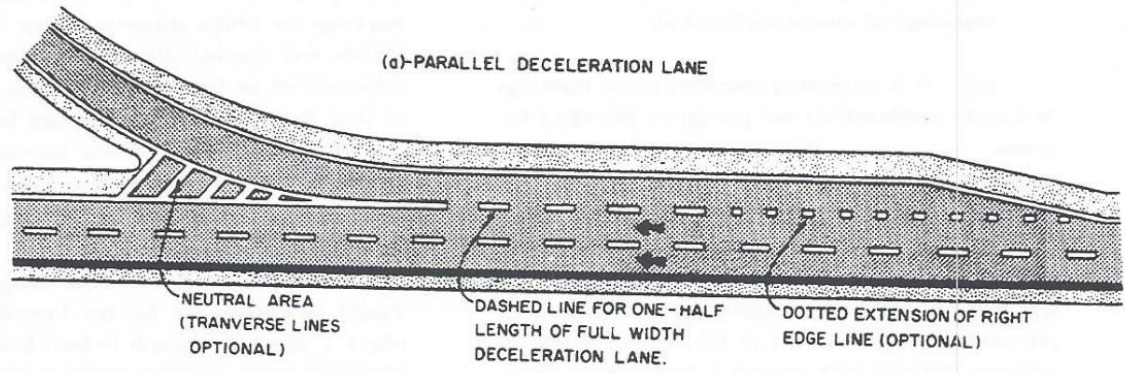 (a)-PARALLEL DECELERATION LANE
NEUTRAL AREA
(TRANVERSE LINES
OPTIONAL)
DASHED LINE FOR ONE-HALF
LENGTH OF FULL WIDTH
DECELERATION LANE.
DOTTED EXTENSION OF RIGHT
EDGE LINE (OPTIONAL)